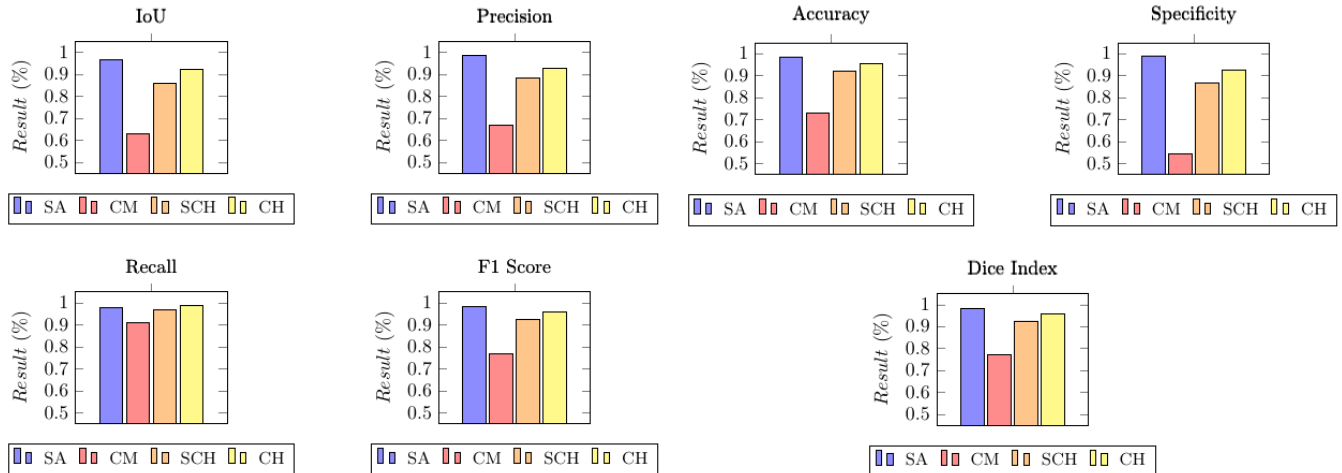 IoU
Result (%)
1
0.9
0.8
0.7
0.6
0.5
SA CM SCH CH
Precision
Result (%)
1
0.9
0.8
0.7
0.6
0.5
SA CM SCH CH
Accuracy
Result (%)
1
0.9
0.8
0.7
0.6
0.5
SA CM SCH CH
Specificity
Result (%)
1
0.9
0.8
0.7
0.6
0.5
SA CM SCH CH
Recall
Result (%)
1
0.9
0.8
0.7
0.6
0.5
SA CM SCH CH
F1 Score
Result (%)
1
0.9
0.8
0.7
0.6
0.5
SA CM SCH CH
Dice Index
Result (%)
1
0.9
0.8
0.7
0.6
0.5
SA CM SCH CH